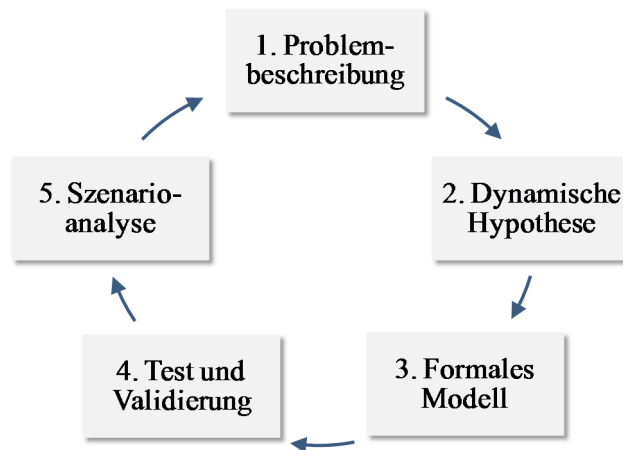 1. Problem-
beschreibung
2. Dynamische
Hypothese
3. Formales
Modell
4. Test und
Validierung
5. Szenario-
analyse